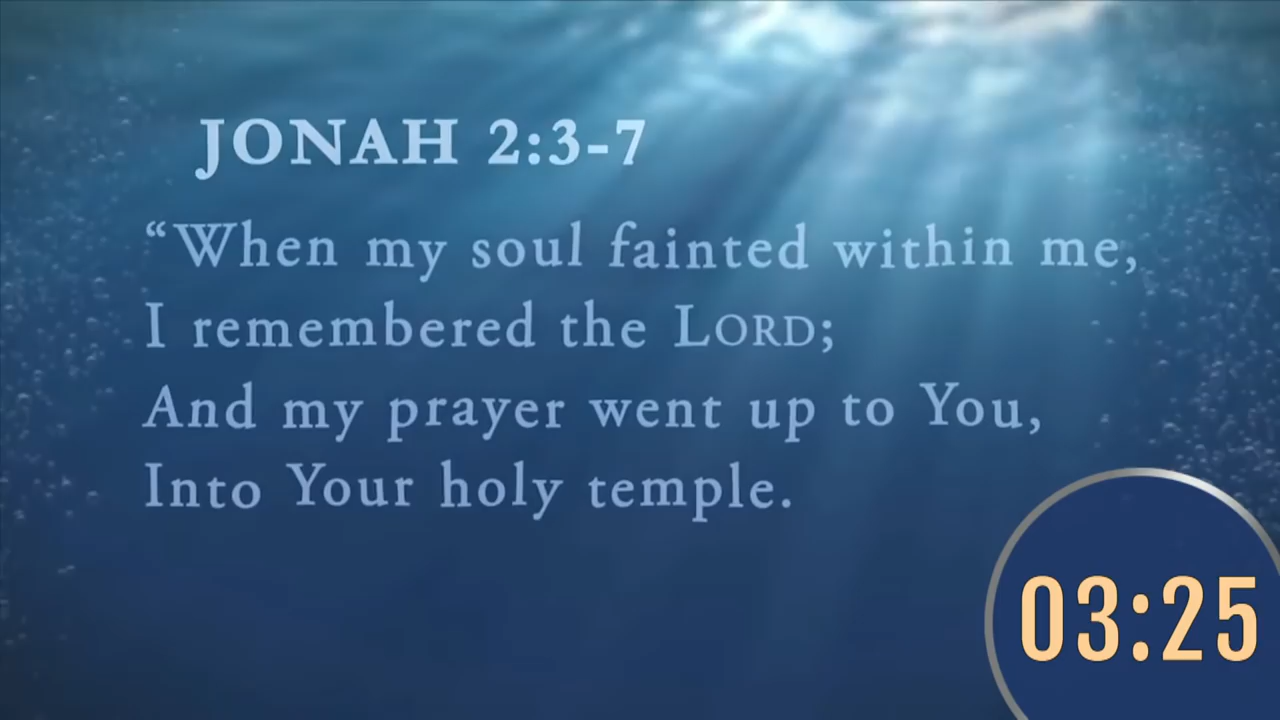 JONAH 2:3-7
“When my soul fainted within me,
I remembered the LORD;
And my prayer went up to You,
Into Your holy temple.
03:25